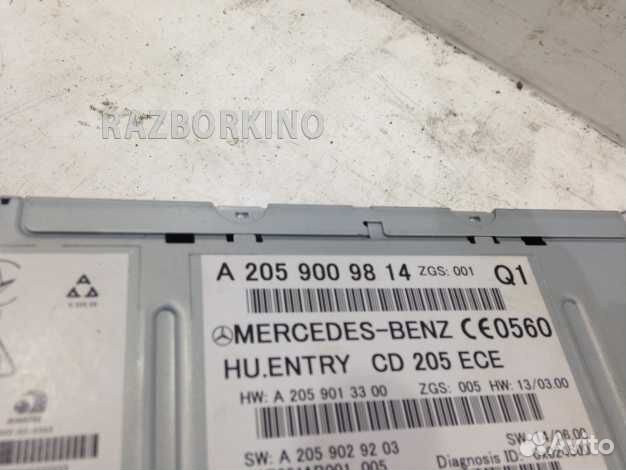 RAZBORKINO
A 205 900 98 14 ZGS: 001 Q1
MERCEDES-BENZ CE0560
HU.ENTRY CD 205 ECE
HW: A 205 901 33 00 ZGS: 005 HW: 13/03.00
SW: A 205 902 92 03
Diagnosis ID:
Avito